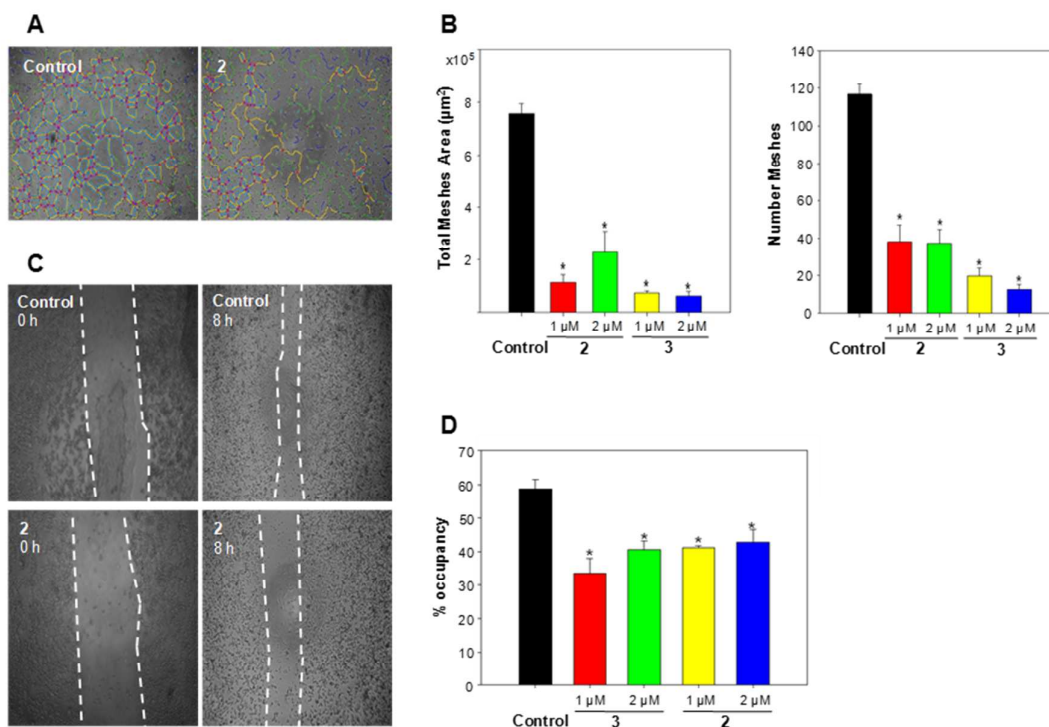 A
Control
2
B
x10⁵
Total Meshes Area (µm²)
8
6
4
2
1 µM
2 µM
1 µM
2 µM
Control
2
3
140
120
100
80
60
40
20
0
Number Meshes
1 µM
2 µM
1 µM
2 µM
Control
2
3
* * * *
* * * *
C
Control
0 h
Control
8 h
2
0 h
2
8 h
D
70
60
50
40
30
20
10
0
% occupancy
* * * *
1 µM
2 µM
1 µM
2 µM
Control
3
2